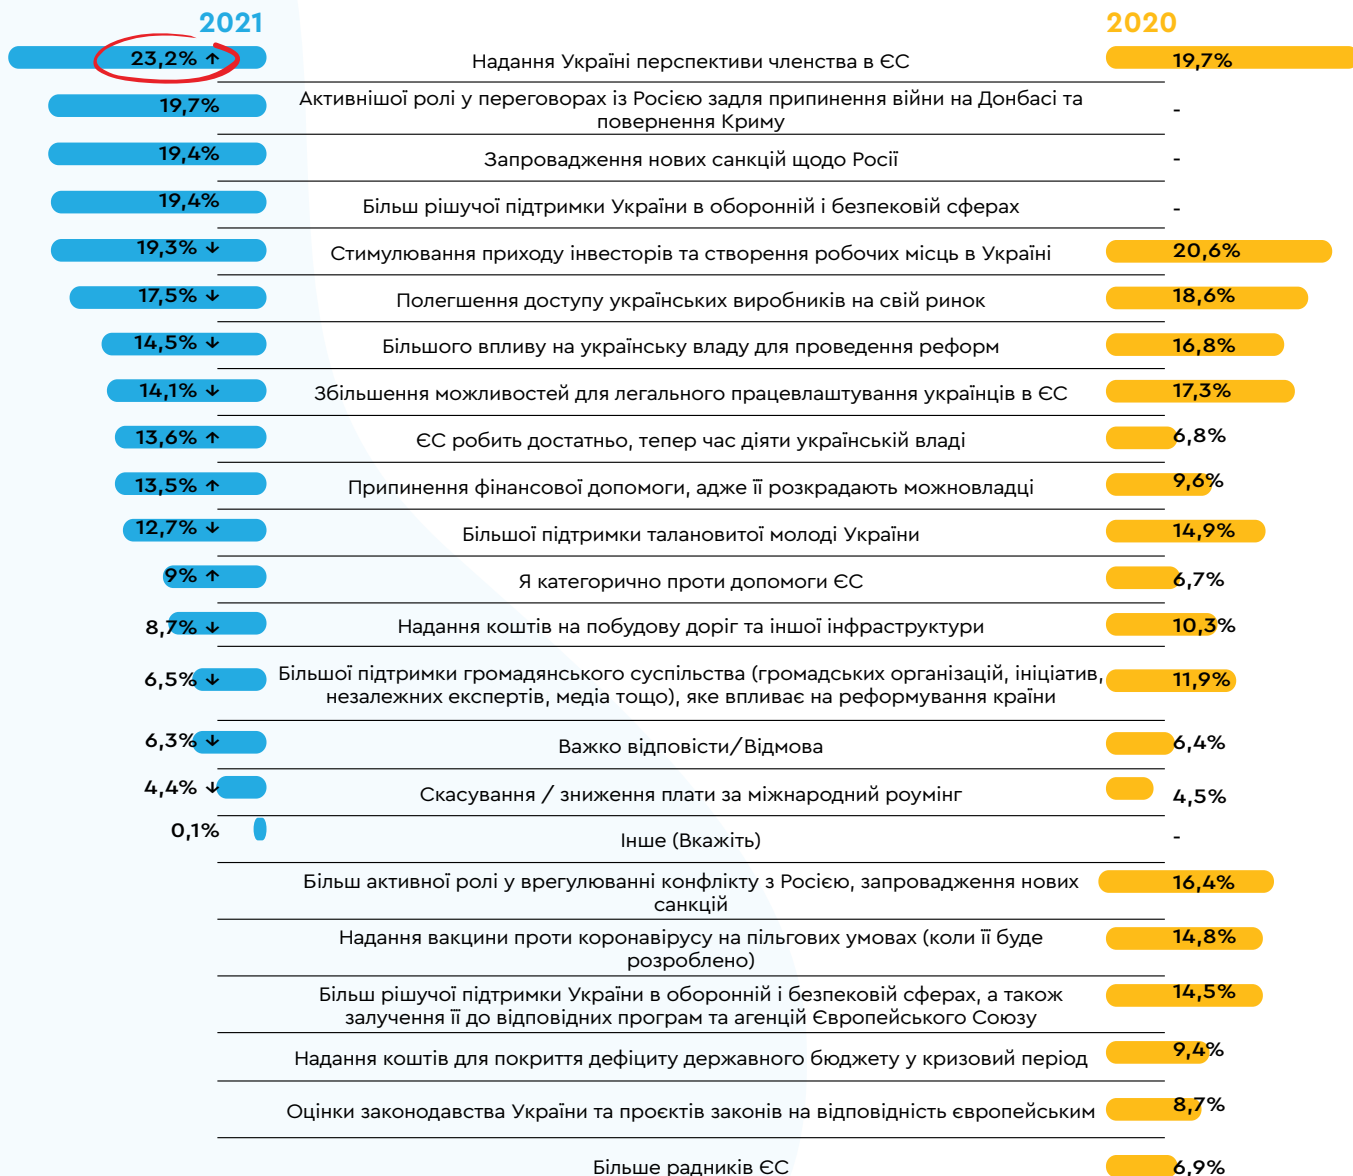 2021 2020
23,2% ↑ Надання Україні перспективи членства в ЄС 19,7%
19,7% Активнішої ролі у переговорах із Росією задля припинення війни на Донбасі та -
повернення Криму
19,4% Запровадження нових санкцій щодо Росії -
19,4% Більш рішучої підтримки України в оборонній і безпековій сферах -
19,3% ↓ Стимулювання приходу інвесторів та створення робочих місць в Україні 20,6%
17,5% ↓ Полегшення доступу українських виробників на свій ринок 18,6%
14,5% ↓ Більшого впливу на українську владу для проведення реформ 16,8%
14,1% ↓ Збільшення можливостей для легального працевлаштування українців в ЄС 17,3%
13,6% ↑ ЄС робить достатньо, тепер час діяти українській владі 6,8%
13,5% ↑ Припинення фінансової допомоги, адже її розкрадають можновладці 9,6%
12,7% ↓ Більшої підтримки талановитої молоді України 14,9%
9% ↑ Я категорично проти допомоги ЄС 6,7%
8,7% ↓ Надання коштів на побудову доріг та іншої інфраструктури 10,3%
6,5% ↓ Більшої підтримки громадянського суспільства (громадських організацій, ініціатив, 11,9%
незалежних експертів, медіа тощо), яке впливає на реформування країни
6,3% ↓ Важко відповісти/Відмова 6,4%
4,4% ↓ Скасування / зниження плати за міжнародний роумінг 4,5%
0,1% Інше (Вкажіть) -
Більш активної ролі у врегулюванні конфлікту з Росією, запровадження нових 16,4%
санкцій
Надання вакцини проти коронавірусу на пільгових умовах (коли її буде 14,8%
розроблено)
Більш рішучої підтримки України в оборонній і безпековій сферах, а також 14,5%
залучення її до відповідних програм та агенцій Європейського Союзу
Надання коштів для покриття дефіциту державного бюджету у кризовий період 9,4%
Оцінки законодавства України та проєктів законів на відповідність європейським 8,7%
Більше радників ЄС 6,9%